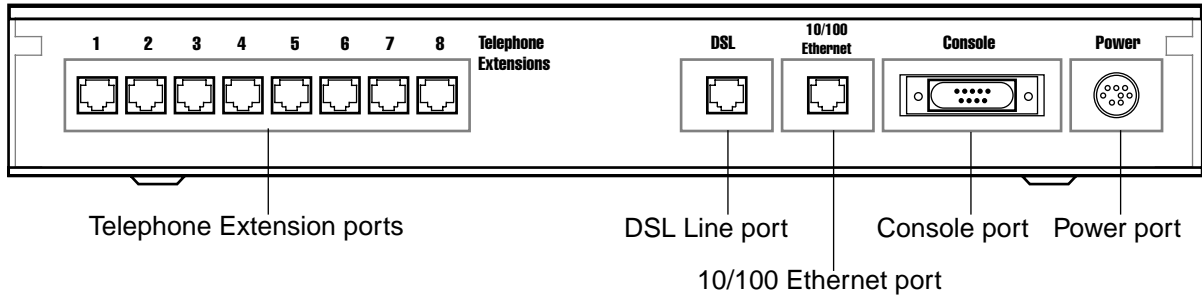 1 2 3 4 5 6 7 8 Telephone Extensions
DSL
10/100 Ethernet
Console
Power
Telephone Extension ports
DSL Line port
Console port
Power port
10/100 Ethernet port